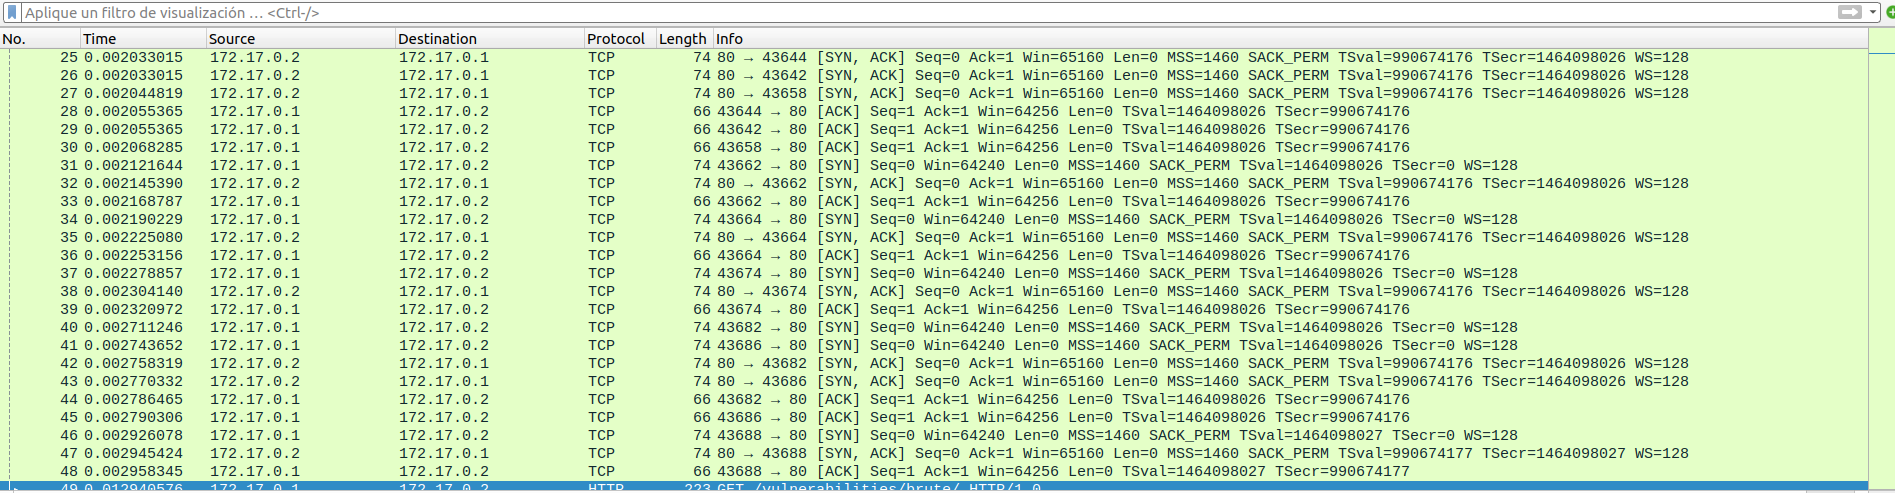 Aplique un filtro de visualización … <Ctrl-/>
No. Time Source Destination Protocol Length Info
25 0.002033015 172.17.0.2 172.17.0.1 TCP 74 80 → 43644 [SYN, ACK] Seq=0 Ack=1 Win=65160 Len=0 MSS=1460 SACK_PERM TSval=990674176 TSecr=1464098026 WS=128
26 0.002033015 172.17.0.2 172.17.0.1 TCP 74 80 → 43642 [SYN, ACK] Seq=0 Ack=1 Win=65160 Len=0 MSS=1460 SACK_PERM TSval=990674176 TSecr=1464098026 WS=128
27 0.002044819 172.17.0.2 172.17.0.1 TCP 74 80 → 43658 [SYN, ACK] Seq=0 Ack=1 Win=65160 Len=0 MSS=1460 SACK_PERM TSval=990674176 TSecr=1464098026 WS=128
28 0.002055365 172.17.0.1 172.17.0.2 TCP 66 43644 → 80 [ACK] Seq=1 Ack=1 Win=64256 Len=0 TSval=1464098026 TSecr=990674176
29 0.002055365 172.17.0.1 172.17.0.2 TCP 66 43642 → 80 [ACK] Seq=1 Ack=1 Win=64256 Len=0 TSval=1464098026 TSecr=990674176
30 0.002068285 172.17.0.1 172.17.0.2 TCP 66 43658 → 80 [ACK] Seq=1 Ack=1 Win=64256 Len=0 TSval=1464098026 TSecr=990674176
31 0.002121644 172.17.0.1 172.17.0.2 TCP 74 43662 → 80 [SYN] Seq=0 Win=64240 Len=0 MSS=1460 SACK_PERM TSval=1464098026 TSecr=0 WS=128
32 0.002145390 172.17.0.2 172.17.0.1 TCP 74 80 → 43662 [SYN, ACK] Seq=0 Ack=1 Win=65160 Len=0 MSS=1460 SACK_PERM TSval=990674176 TSecr=1464098026 WS=128
33 0.002168787 172.17.0.1 172.17.0.2 TCP 66 43662 → 80 [ACK] Seq=1 Ack=1 Win=64256 Len=0 TSval=1464098026 TSecr=990674176
34 0.002190229 172.17.0.1 172.17.0.2 TCP 74 43664 → 80 [SYN] Seq=0 Win=64240 Len=0 MSS=1460 SACK_PERM TSval=1464098026 TSecr=0 WS=128
35 0.002225080 172.17.0.2 172.17.0.1 TCP 74 80 → 43664 [SYN, ACK] Seq=0 Ack=1 Win=65160 Len=0 MSS=1460 SACK_PERM TSval=990674176 TSecr=1464098026 WS=128
36 0.002253156 172.17.0.1 172.17.0.2 TCP 66 43664 → 80 [ACK] Seq=1 Ack=1 Win=64256 Len=0 TSval=1464098026 TSecr=990674176
37 0.002278857 172.17.0.1 172.17.0.2 TCP 74 43674 → 80 [SYN] Seq=0 Win=64240 Len=0 MSS=1460 SACK_PERM TSval=1464098026 TSecr=0 WS=128
38 0.002304140 172.17.0.2 172.17.0.1 TCP 74 80 → 43674 [SYN, ACK] Seq=0 Ack=1 Win=65160 Len=0 MSS=1460 SACK_PERM TSval=990674176 TSecr=1464098026 WS=128
39 0.002320972 172.17.0.1 172.17.0.2 TCP 66 43674 → 80 [ACK] Seq=1 Ack=1 Win=64256 Len=0 TSval=1464098026 TSecr=990674176
40 0.002711246 172.17.0.1 172.17.0.2 TCP 74 43682 → 80 [SYN] Seq=0 Win=64240 Len=0 MSS=1460 SACK_PERM TSval=1464098026 TSecr=0 WS=128
41 0.002743652 172.17.0.1 172.17.0.2 TCP 74 43686 → 80 [SYN] Seq=0 Win=64240 Len=0 MSS=1460 SACK_PERM TSval=1464098026 TSecr=0 WS=128
42 0.002758319 172.17.0.2 172.17.0.1 TCP 74 80 → 43682 [SYN, ACK] Seq=0 Ack=1 Win=65160 Len=0 MSS=1460 SACK_PERM TSval=990674176 TSecr=1464098026 WS=128
43 0.002770332 172.17.0.2 172.17.0.1 TCP 74 80 → 43686 [SYN, ACK] Seq=0 Ack=1 Win=65160 Len=0 MSS=1460 SACK_PERM TSval=990674176 TSecr=1464098026 WS=128
44 0.002786465 172.17.0.1 172.17.0.2 TCP 66 43682 → 80 [ACK] Seq=1 Ack=1 Win=64256 Len=0 TSval=1464098026 TSecr=990674176
45 0.002790306 172.17.0.1 172.17.0.2 TCP 66 43686 → 80 [ACK] Seq=1 Ack=1 Win=64256 Len=0 TSval=1464098026 TSecr=990674176
46 0.002926078 172.17.0.1 172.17.0.2 TCP 74 43688 → 80 [SYN] Seq=0 Win=64240 Len=0 MSS=1460 SACK_PERM TSval=1464098027 TSecr=0 WS=128
47 0.002945424 172.17.0.2 172.17.0.1 TCP 74 80 → 43688 [SYN, ACK] Seq=0 Ack=1 Win=65160 Len=0 MSS=1460 SACK_PERM TSval=990674177 TSecr=1464098027 WS=128
48 0.002958345 172.17.0.1 172.17.0.2 TCP 66 43688 → 80 [ACK] Seq=1 Ack=1 Win=64256 Len=0 TSval=1464098027 TSecr=990674177
49 0.012940576 172.17.0.1 172.17.0.2 HTTP 223 GET /vulnerabilities/brute/ HTTP/1.0